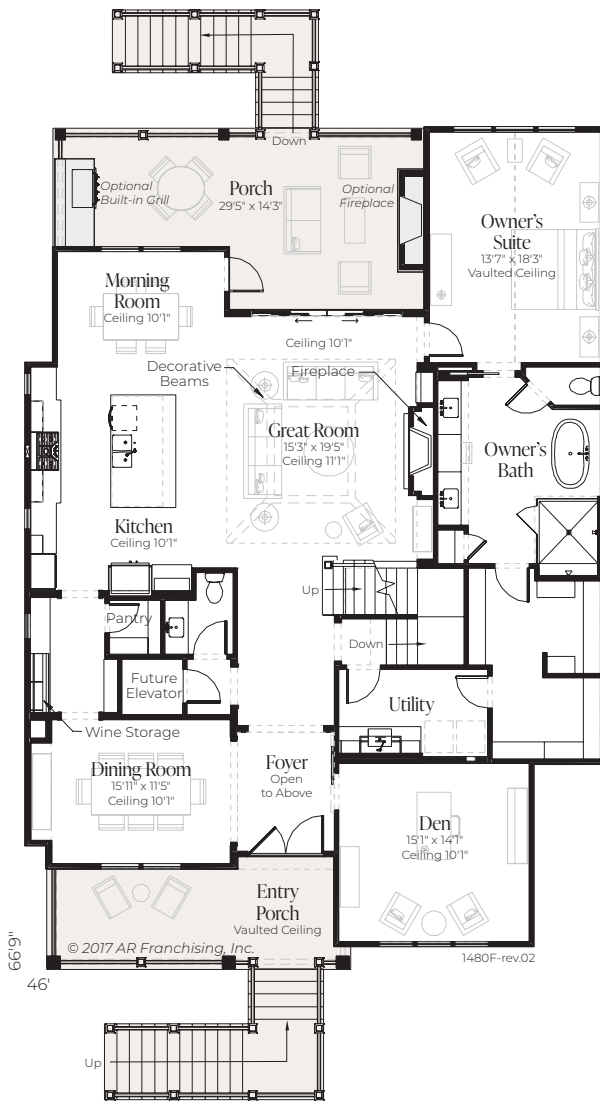 Down
Optional
Built-in Grill
Porch
29'5" x 14'3"
Optional
Fireplace
Owner's
Suite
13'7" x 18'3"
Vaulted Ceiling
Morning
Room
Ceiling 10'1"
Ceiling 10'1"
Decorative
Beams
Fireplace
Great Room
15'3" x 19'5"
Ceiling 11'1"
Owner's
Bath
Kitchen
Ceiling 10'1"
Up
Pantry
Down
Future
Elevator
Utility
Wine Storage
Dining Room
15'11" x 11'5"
Ceiling 10'1"
Foyer
Open
to Above
Den
15'1" x 14'1"
Ceiling 10'1"
Entry
Porch
Vaulted Ceiling
© 2017 AR Franchising, Inc.
1480F-rev.02
66'9"
46'
Up